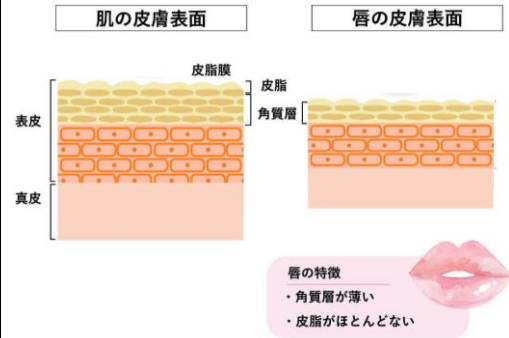 肌の皮膚表面
唇の皮膚表面
皮脂膜
皮脂
角質層
表皮
真皮
唇の特徴
・角質層が薄い
・皮脂がほとんどない